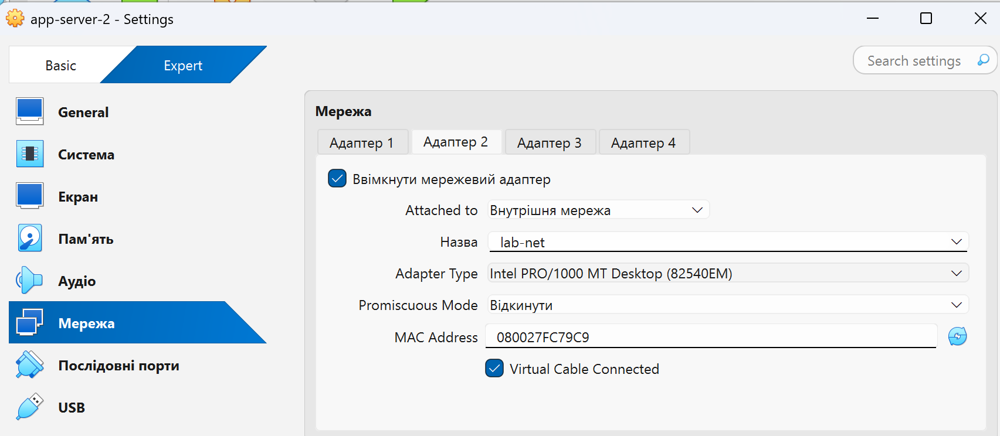 app-server-2 - Settings
Basic
Expert
Search settings
General
Система
Екран
Пам'ять
Аудіо
Мережа
Послідовні порти
USB
Мережа
Адаптер 1
Адаптер 2
Адаптер 3
Адаптер 4
Ввімкнути мережевий адаптер
Attached to Внутрішня мережа
Назва lab-net
Adapter Type Intel PRO/1000 MT Desktop (82540EM)
Promiscuous Mode Відкинути
MAC Address 080027FC79C9
Virtual Cable Connected